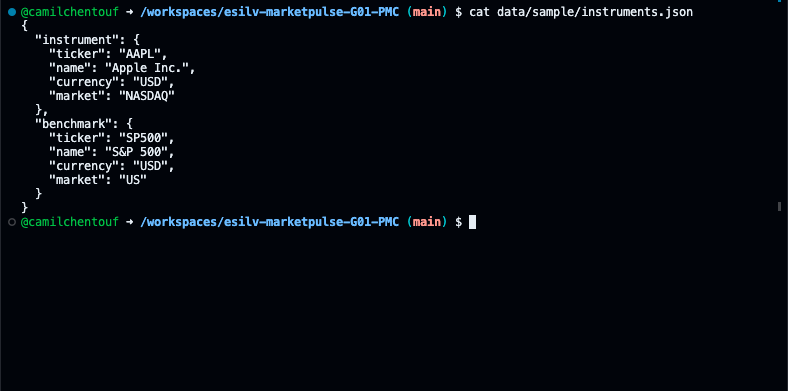 @camilchentouf ➜ /workspaces/esilv-marketpulse-G01-PMC (main) $ cat data/sample/instruments.json
{
  "instrument": {
    "ticker": "AAPL",
    "name": "Apple Inc.",
    "currency": "USD",
    "market": "NASDAQ"
  },
  "benchmark": {
    "ticker": "SP500",
    "name": "S&P 500",
    "currency": "USD",
    "market": "US"
  }
}
@camilchentouf ➜ /workspaces/esilv-marketpulse-G01-PMC (main) $